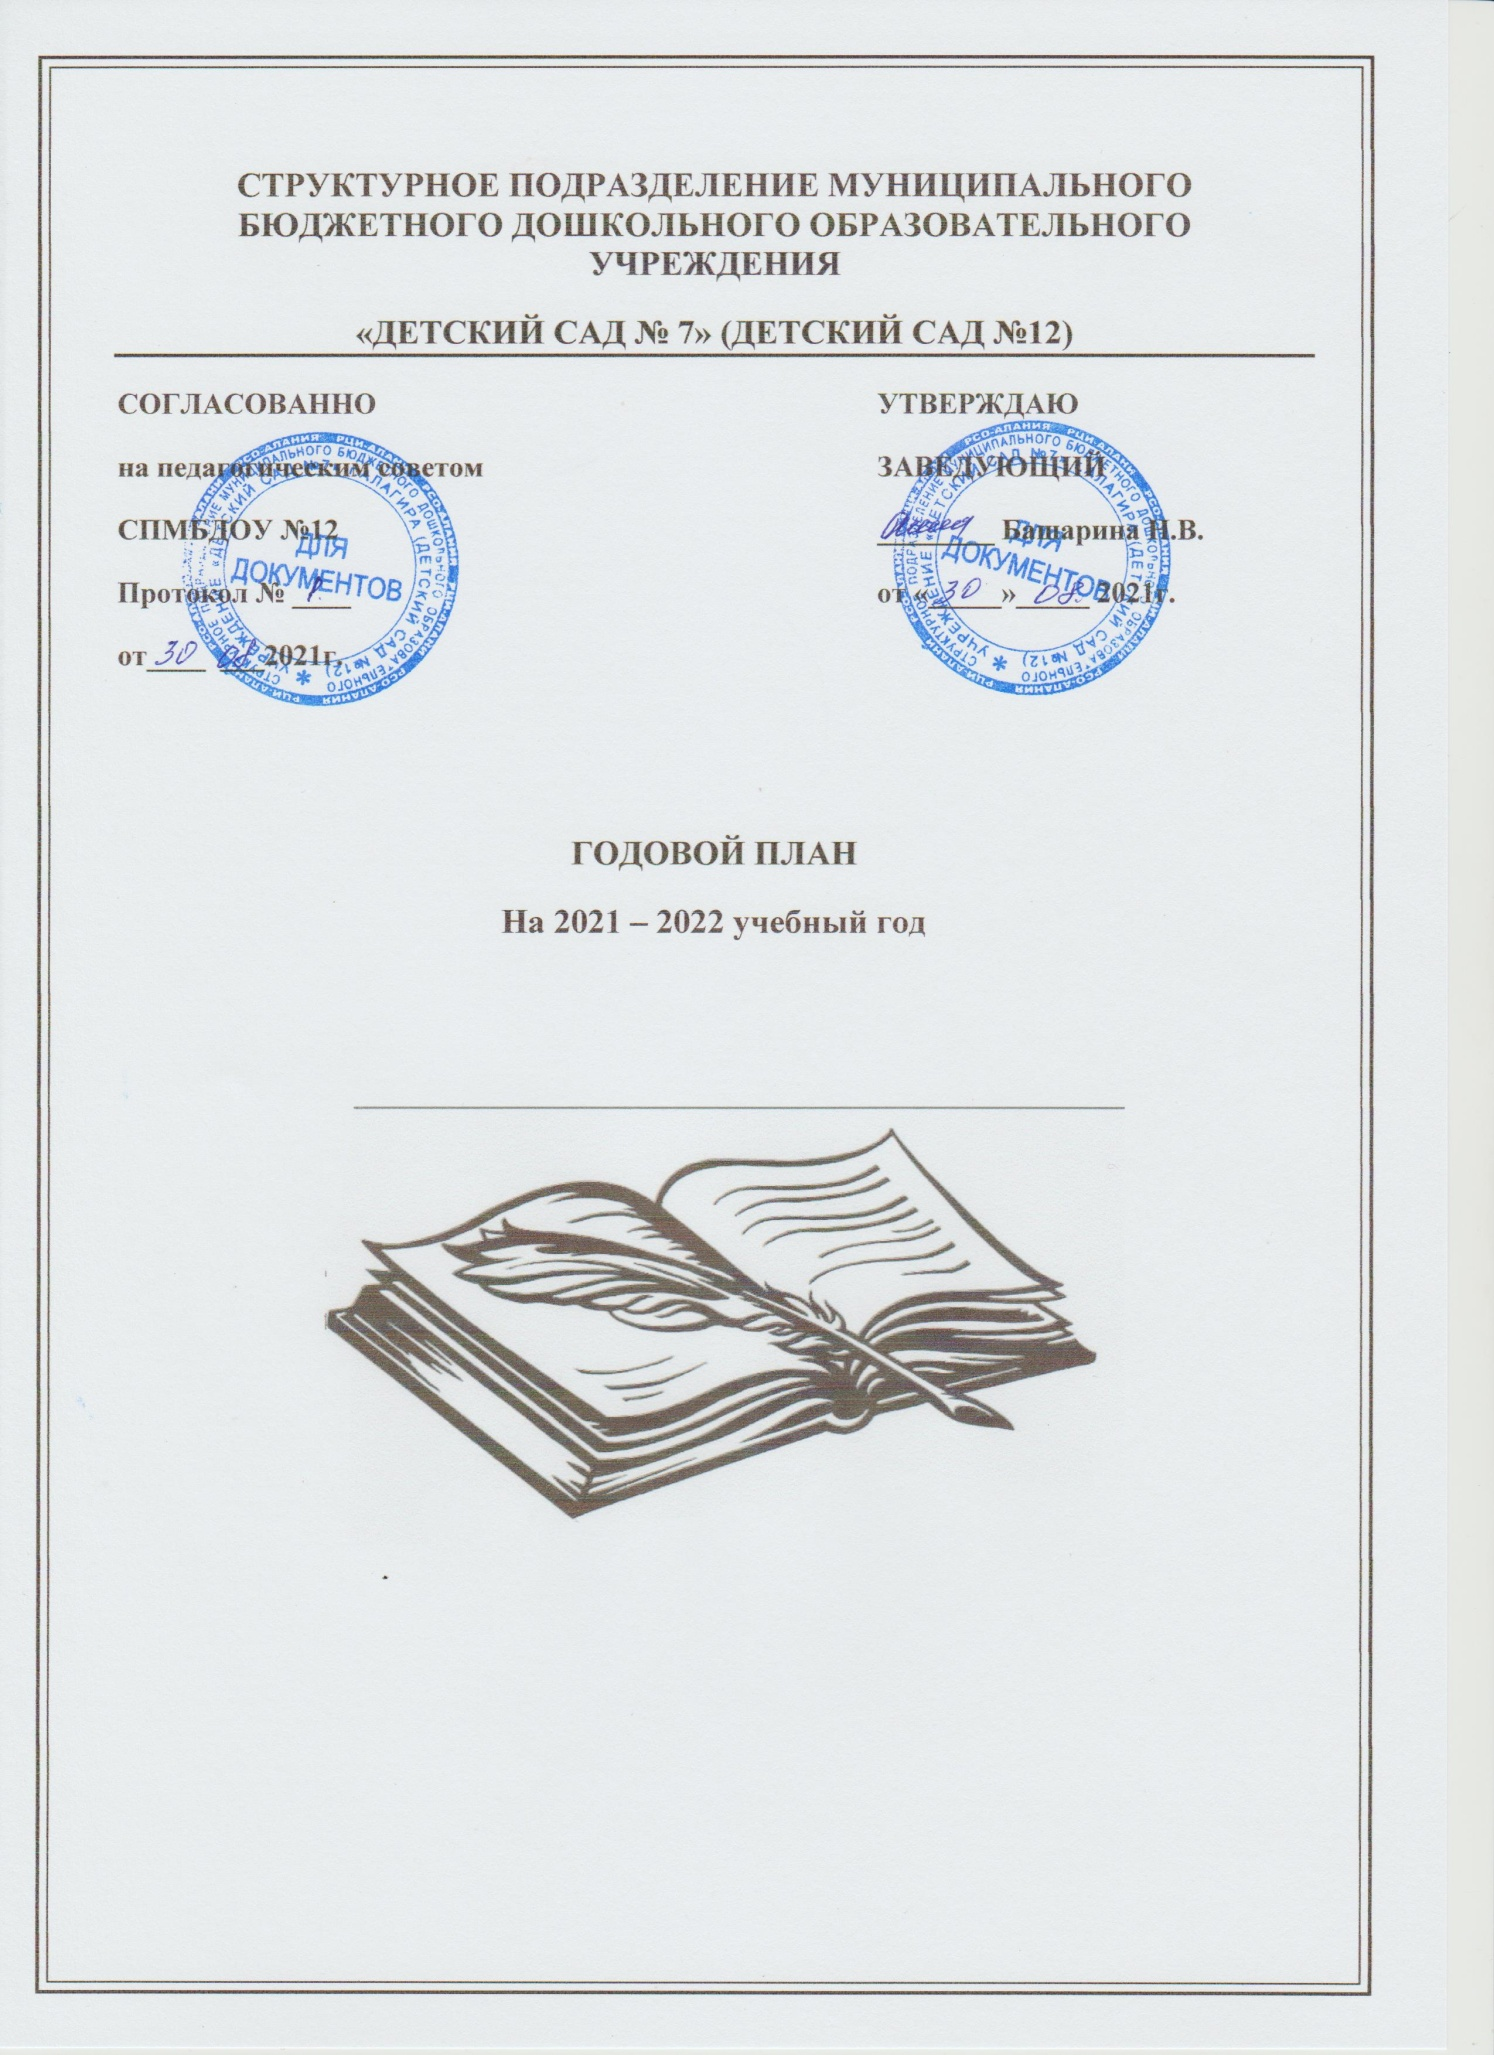 СТРУКТУРНОЕ ПОДРАЗДЕЛЕНИЕ МУНИЦИПАЛЬНОГО
БЮДЖЕТНОГО ДОШКОЛЬНОГО ОБРАЗОВАТЕЛЬНОГО
УЧРЕЖДЕНИЯ
«ДЕТСКИЙ САД № 7» (ДЕТСКИЙ САД №12)
СОГЛАСОВАННО
на педагогическим советом
СПМБДОУ №12
Протокол № 1
от 30 08 2021г.
ДЛЯ
ДОКУМЕНТОВ
УТВЕРЖДАЮ
ЗАВЕДУЮЩИЙ
Башарина Н.В.
от «30» 08 2021г.
ДЛЯ
ДОКУМЕНТОВ
ГОДОВОЙ ПЛАН
На 2021 – 2022 учебный год